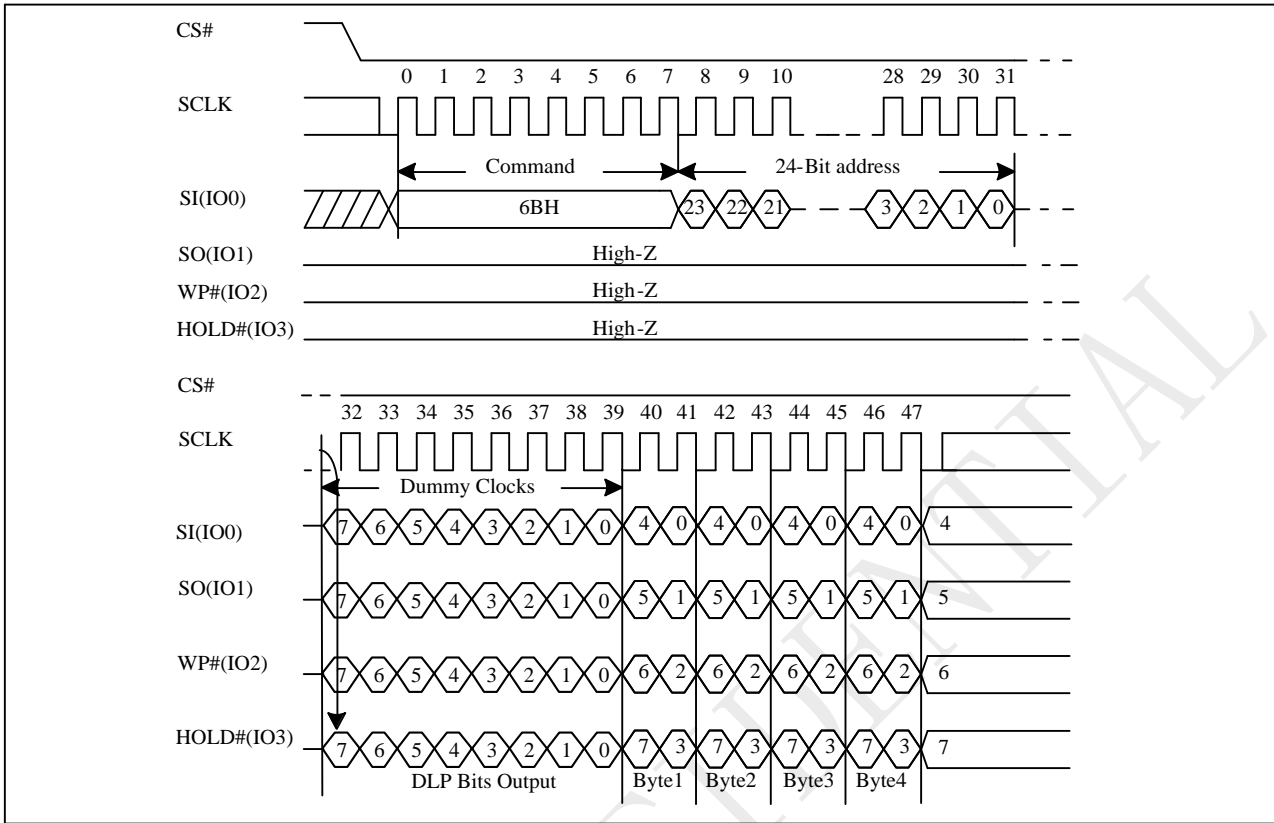 CS#
0 1 2 3 4 5 6 7 8 9 10 28 29 30 31
SCLK
Command 24-Bit address
SI(IO0) 6BH 23 22 21 3 2 1 0
SO(IO1) High-Z
WP#(IO2) High-Z
HOLD#(IO3) High-Z
CS#
32 33 34 35 36 37 38 39 40 41 42 43 44 45 46 47
SCLK
Dummy Clocks
SI(IO0) 7 6 5 4 3 2 1 0 4 0 4 0 4 0 4 0 4
SO(IO1) 7 6 5 4 3 2 1 0 5 1 5 1 5 1 5 1 5
WP#(IO2) 7 6 5 4 3 2 1 0 6 2 6 2 6 2 6 2 6
HOLD#(IO3) 7 6 5 4 3 2 1 0 7 3 7 3 7 3 7 3 7
DLP Bits Output Byte1 Byte2 Byte3 Byte4